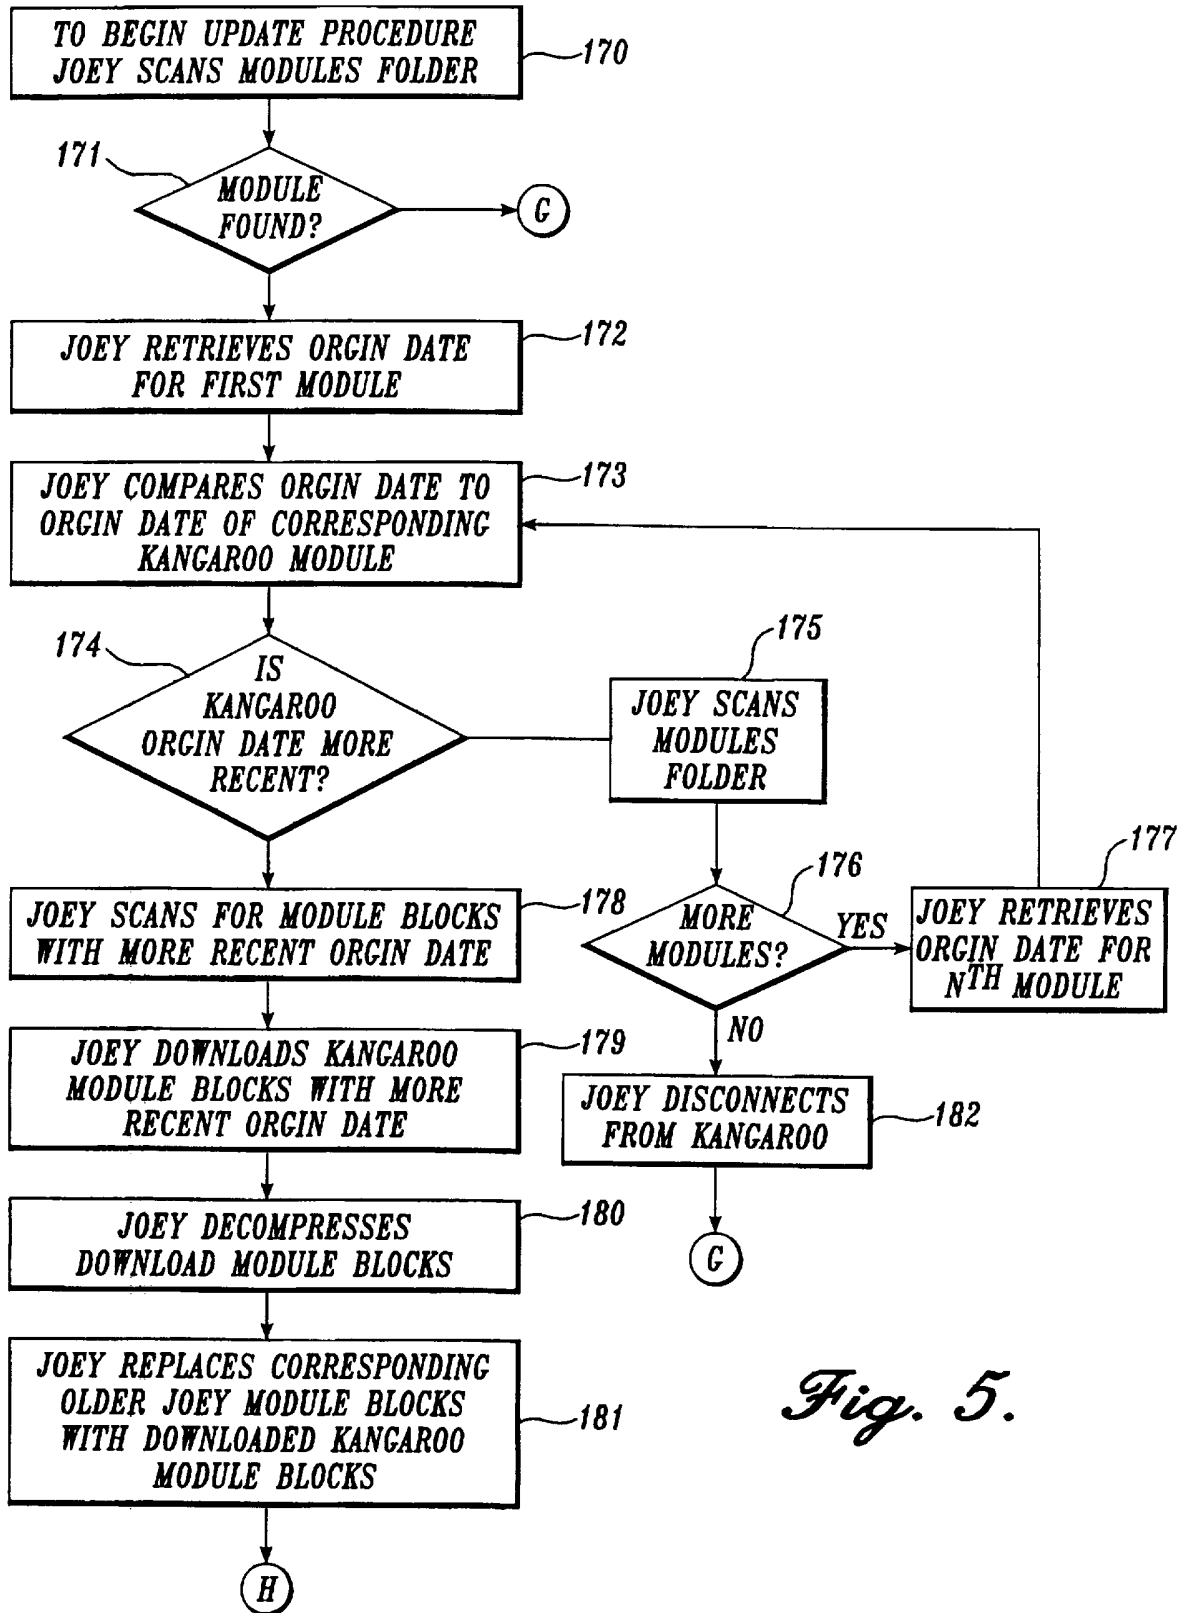 TO BEGIN UPDATE PROCEDURE
JOEY SCANS MODULES FOLDER
170
171
MODULE
FOUND?
G
JOEY RETRIEVES ORGIN DATE
FOR FIRST MODULE
172
JOEY COMPARES ORGIN DATE TO
ORGIN DATE OF CORRESPONDING
KANGAROO MODULE
173
174
IS
KANGAROO
ORGIN DATE MORE
RECENT?
175
JOEY SCANS
MODULES
FOLDER
176
MORE
MODULES?
YES
NO
177
JOEY RETRIEVES
ORGIN DATE FOR
NTH MODULE
JOEY SCANS FOR MODULE BLOCKS
WITH MORE RECENT ORGIN DATE
178
JOEY DOWNLOADS KANGAROO
MODULE BLOCKS WITH MORE
RECENT ORGIN DATE
179
JOEY DISCONNECTS
FROM KANGAROO
182
G
JOEY DECOMPRESSES
DOWNLOAD MODULE BLOCKS
180
JOEY REPLACES CORRESPONDING
OLDER JOEY MODULE BLOCKS
WITH DOWNLOADED KANGAROO
MODULE BLOCKS
181
H
Fig. 5.